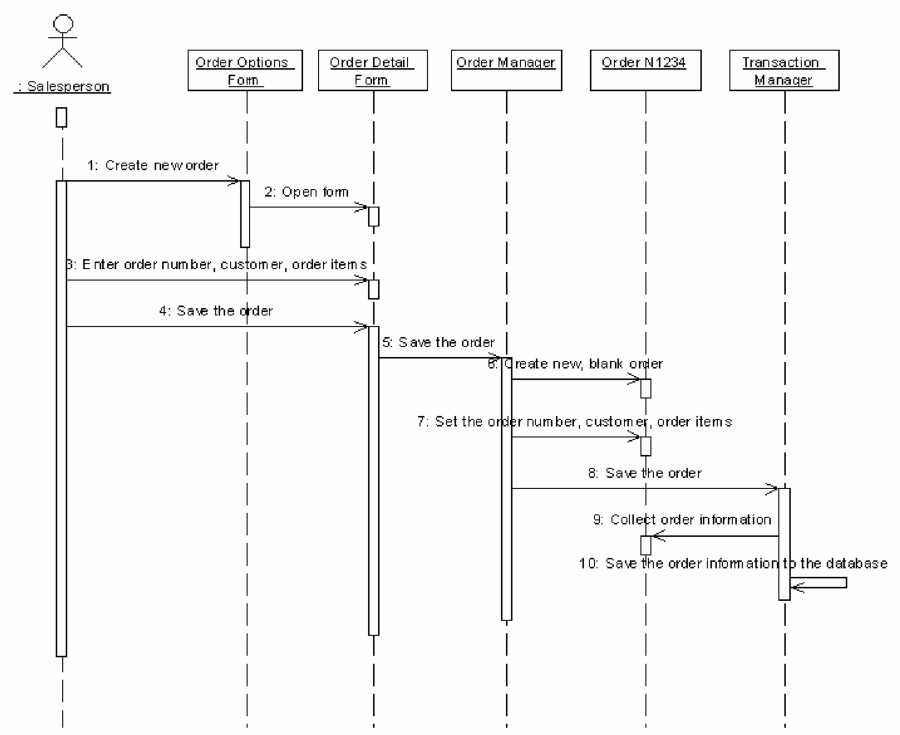 Order Options
Form
Order Detail
Form
Order Manager
Order N1234
Transaction
Manager
: Salesperson
1: Create new order
2: Open form
3: Enter order number, customer, order items
4: Save the order
5: Save the order
6: Create new, blank order
7: Set the order number, customer, order items
8: Save the order
9: Collect order information
10: Save the order information to the database